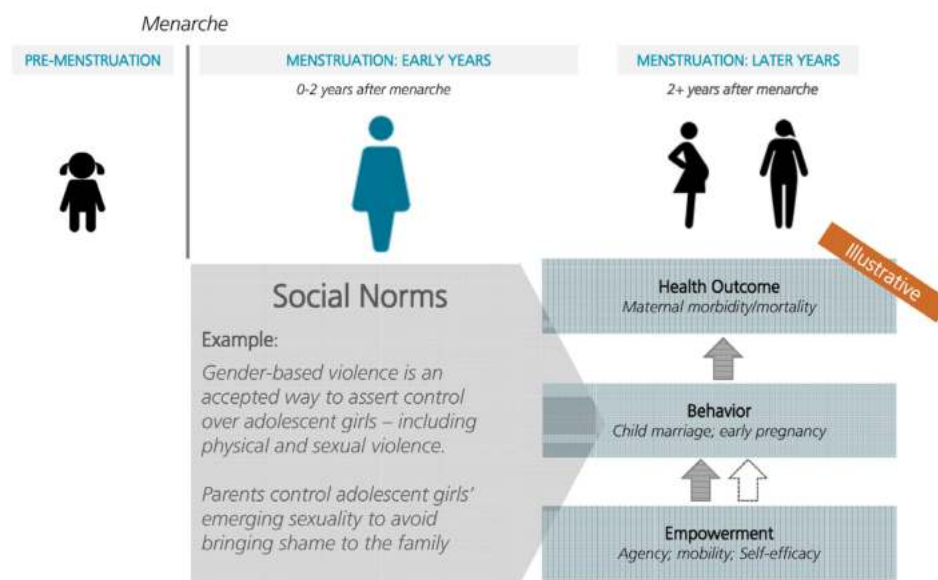 Menarche
PRE-MENSTRUATION
MENSTRUATION: EARLY YEARS
MENSTRUATION: LATER YEARS
0-2 years after menarche
2+ years after menarche
Illustrative
Social Norms
Example:
Gender-based violence is an
accepted way to assert control
over adolescent girls – including
physical and sexual violence.
Parents control adolescent girls'
emerging sexuality to avoid
bringing shame to the family
Health Outcome
Maternal morbidity/mortality
Behavior
Child marriage; early pregnancy
Empowerment
Agency; mobility; Self-efficacy